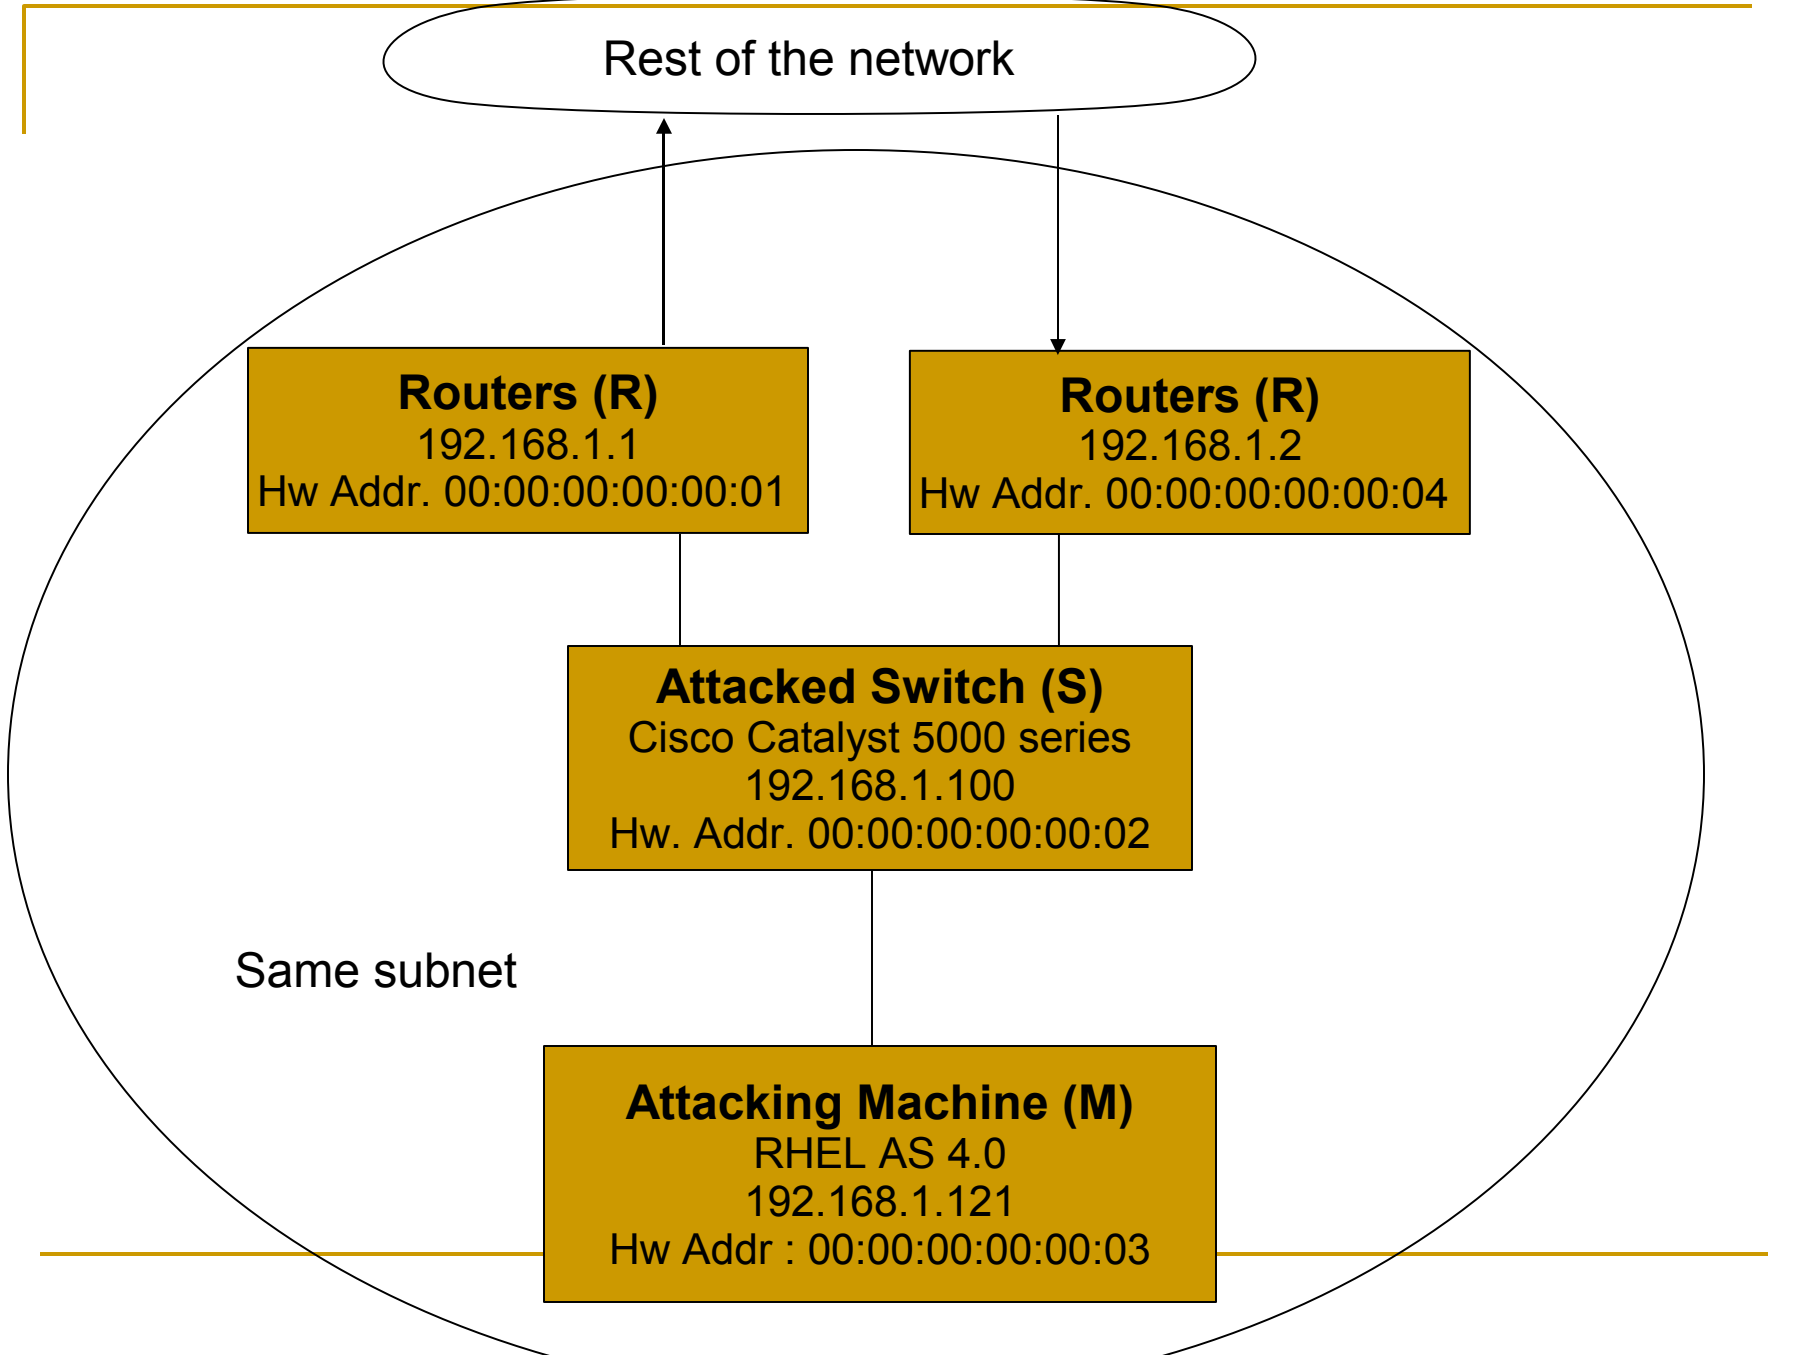 Rest of the network
Routers (R)
192.168.1.1
Hw Addr. 00:00:00:00:00:01
Routers (R)
192.168.1.2
Hw Addr. 00:00:00:00:00:04
Attacked Switch (S)
Cisco Catalyst 5000 series
192.168.1.100
Hw. Addr. 00:00:00:00:00:02
Same subnet
Attacking Machine (M)
RHEL AS 4.0
192.168.1.121
Hw Addr : 00:00:00:00:00:03